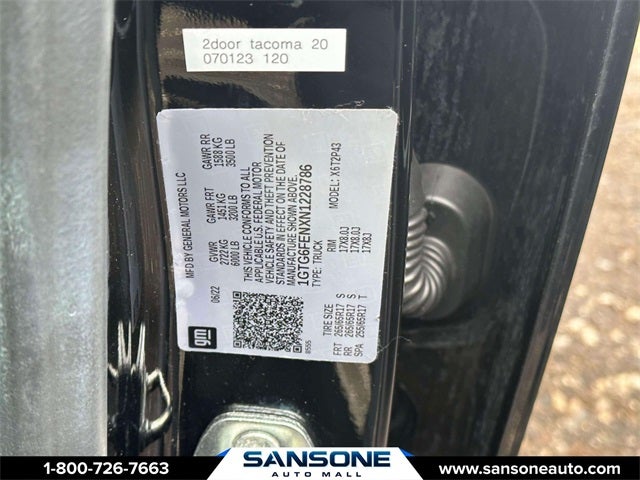 2door tacoma 20
070123 120
MFD BY GENERAL MOTORS LLC
06/22
GVWR
2722 KG
6000 LB
GAWR FRT
1451 KG
3200 LB
GAWR RR
1588 KG
3500 LB
THIS VEHICLE CONFORMS TO ALL
APPLICABLE U.S. FEDERAL MOTOR
VEHICLE SAFETY AND THEFT PREVENTION
STANDARDS IN EFFECT ON THE DATE OF
MANUFACTURE SHOWN ABOVE.
1GTG6FENXN1228786
TYPE: TRUCK
MODEL: X6T2P43
TIRE SIZE RIM
FRT 265/65R17 S 17X8.0J
RR 265/65R17 S 17X8.0J
SPA 255/65R17 T 17X8J
gm
SANSONE
AUTO MALL
1-800-726-7663
www.sansoneauto.com